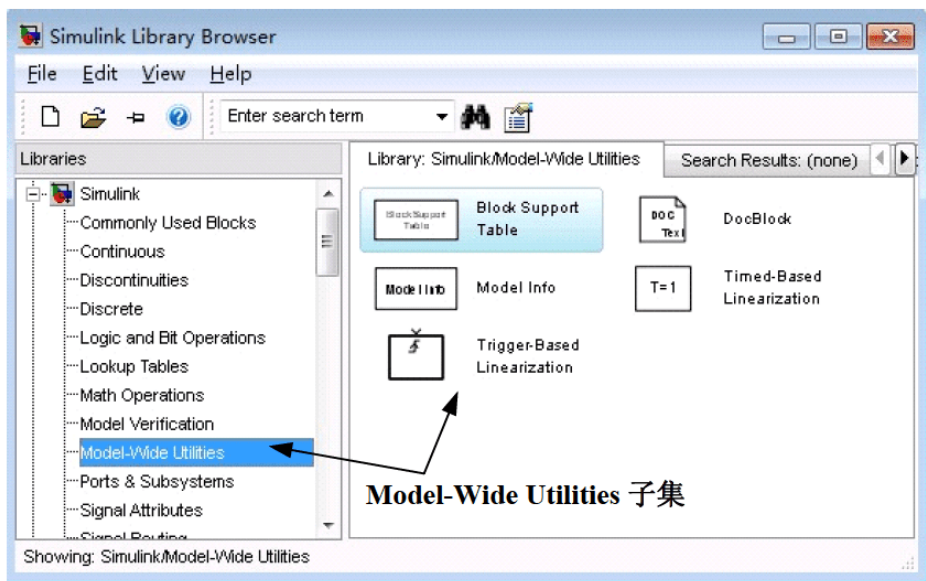 Simulink Library Browser
File Edit View Help
Enter search term
Libraries
Simulink
Commonly Used Blocks
Continuous
Discontinuities
Discrete
Logic and Bit Operations
Lookup Tables
Math Operations
Model Verification
Model-Wide Utilities
Ports & Subsystems
Signal Attributes
Signal Routing
Library: Simulink/Model-Wide Utilities
Search Results: (none)
Block Support
Table
Block Support
Table
DOC
Text
DocBlock
Model Info
Model Info
T=1
Timed-Based
Linearization
Trigger-Based
Linearization
Model-Wide Utilities 子集
Showing: Simulink/Model-Wide Utilities